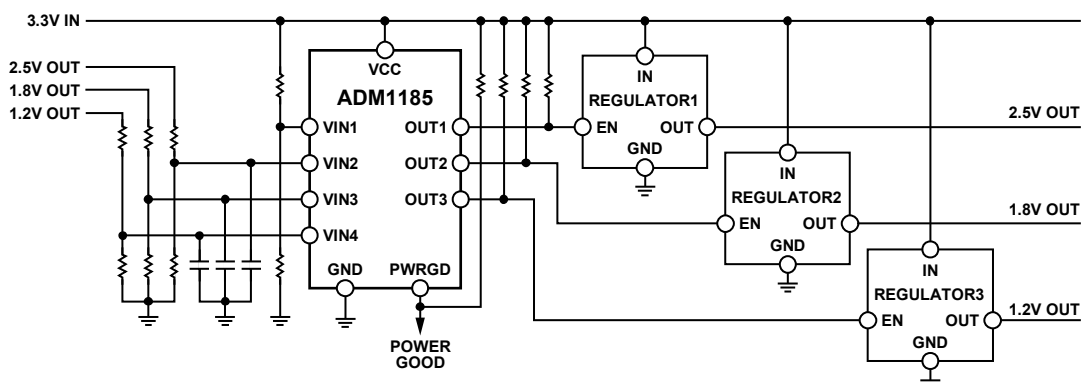 3.3V IN
2.5V OUT
1.8V OUT
1.2V OUT
VCC
ADM1185
VIN1
VIN2
VIN3
VIN4
OUT1
OUT2
OUT3
GND
PWRGD
POWER
GOOD
IN
REGULATOR1
EN
OUT
GND
2.5V OUT
IN
REGULATOR2
EN
OUT
GND
1.8V OUT
IN
REGULATOR3
EN
OUT
GND
1.2V OUT